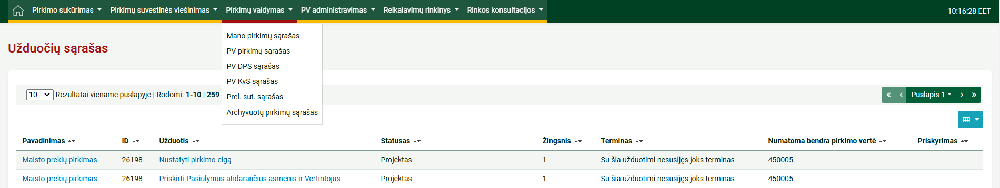 Pirkimo sukūrimas Pirkimų suvestinės viešinimas Pirkimų valdymas PV administravimas Reikalavimų rinkinys Rinkos konsultacijos 10:16:28 EET
Mano pirkimų sąrašas
Užduočių sąrašas
PV pirkimų sąrašas
PV DPS sąrašas
PV KvS sąrašas
10 Rezultatai viename puslapyje | Rodomi: 1-10 | 259
Prel. sut. sąrašas
« ‹ Puslapis 1 › »
Archyvuotų pirkimų sąrašas
Pavadinimas ID Užduotis Statusas Žingsnis Terminas Numatoma bendra pirkimo vertė Priskyrimas
Maisto prekių pirkimas 26198 Nustatyti pirkimo eigą Projektas 1 Su šia užduotimi nesusijęs joks terminas 450005.
Maisto prekių pirkimas 26198 Priskirti Pasiūlymus atidarančius asmenis ir Vertintojus Projektas 1 Su šia užduotimi nesusijęs joks terminas 450005.